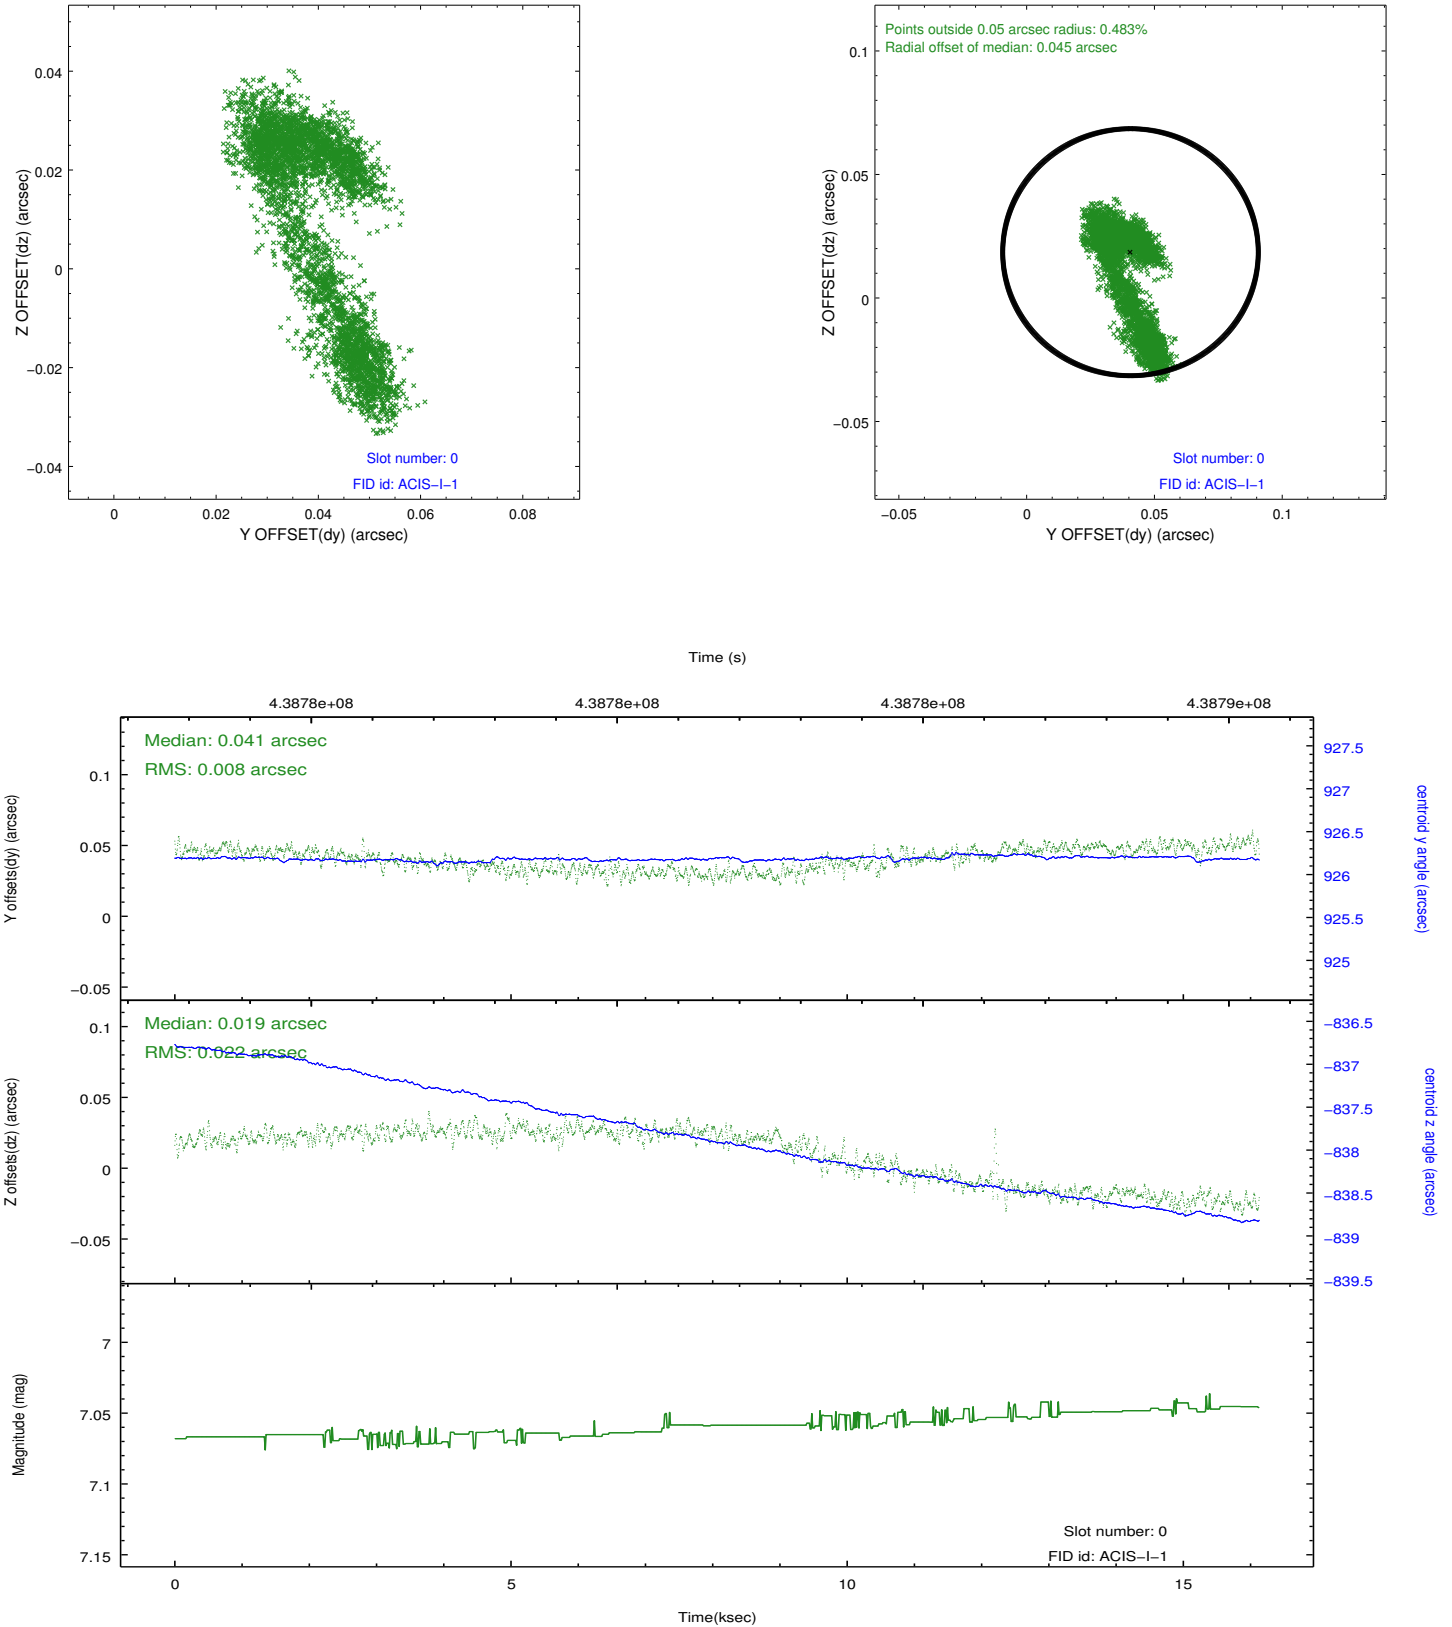 0.04
0.02
0
−0.02
−0.04
Z OFFSET(dz) (arcsec)
Slot number: 0
FID id: ACIS−I−1
0 0.02 0.04 0.06 0.08
Y OFFSET(dy) (arcsec)
Points outside 0.05 arcsec radius: 0.483%
Radial offset of median: 0.045 arcsec
0.1
0.05
0
−0.05
Z OFFSET(dz) (arcsec)
Slot number: 0
FID id: ACIS−I−1
−0.05 0 0.05 0.1
Y OFFSET(dy) (arcsec)
Time (s)
4.3878e+08 4.3878e+08 4.3878e+08 4.3879e+08
Median: 0.041 arcsec
RMS: 0.008 arcsec
0.1
0.05
0
−0.05
Y offsets(dy) (arcsec)
927.5
927
926.5
926
925.5
925
centroid y angle (arcsec)
Median: 0.019 arcsec
RMS: 0.022 arcsec
0.1
0.05
0
−0.05
Z offsets(dz) (arcsec)
−836.5
−837
−837.5
−838
−838.5
−839
−839.5
centroid z angle (arcsec)
7
7.05
7.1
7.15
Magnitude (mag)
Slot number: 0
FID id: ACIS−I−1
0 5 10 15
Time(ksec)